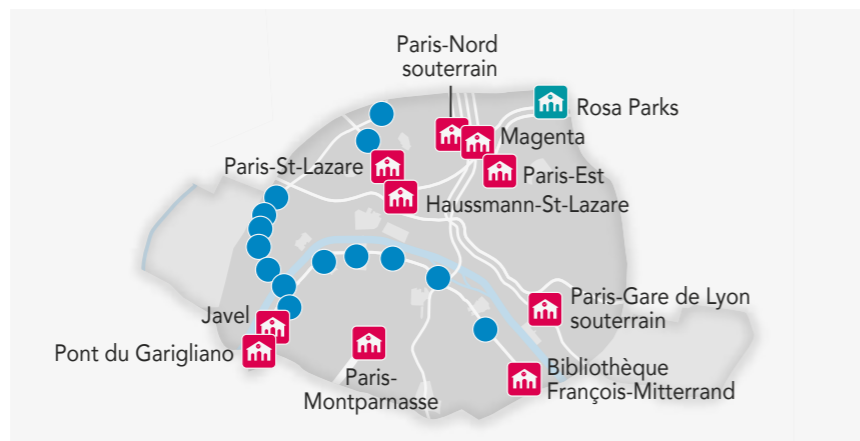 Paris-Nord
souterrain
Rosa Parks
Magenta
Paris-St-Lazare
Paris-Est
Haussmann-St-Lazare
Paris-Gare de Lyon
souterrain
Javel
Pont du Garigliano
Paris-
Montparnasse
Bibliothèque
François-Mitterrand